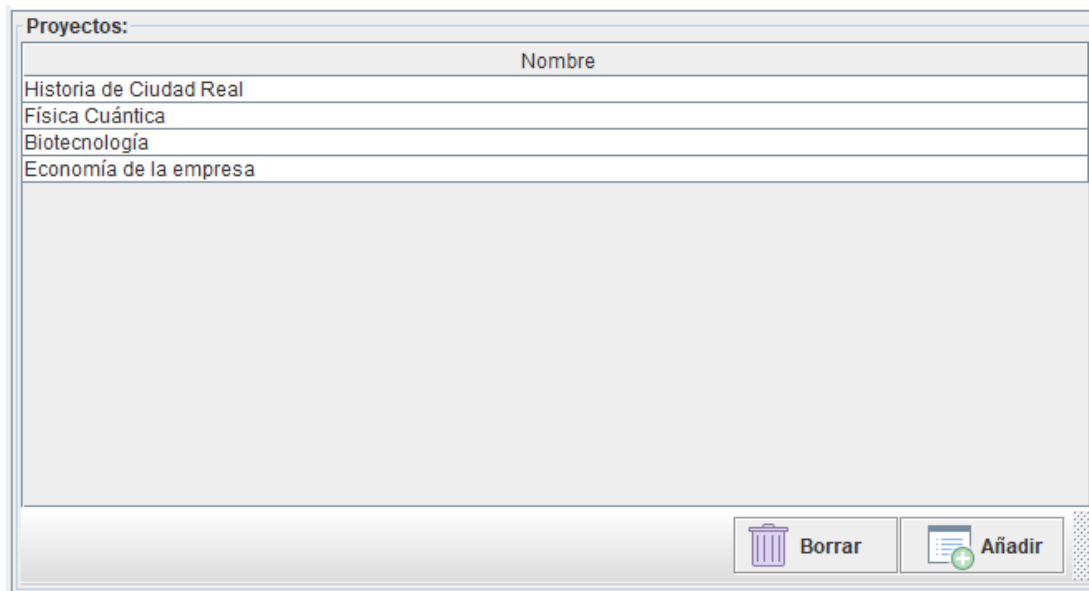 Proyectos:
Nombre
Historia de Ciudad Real
Física Cuántica
Biotecnología
Economía de la empresa
Borrar
Añadir